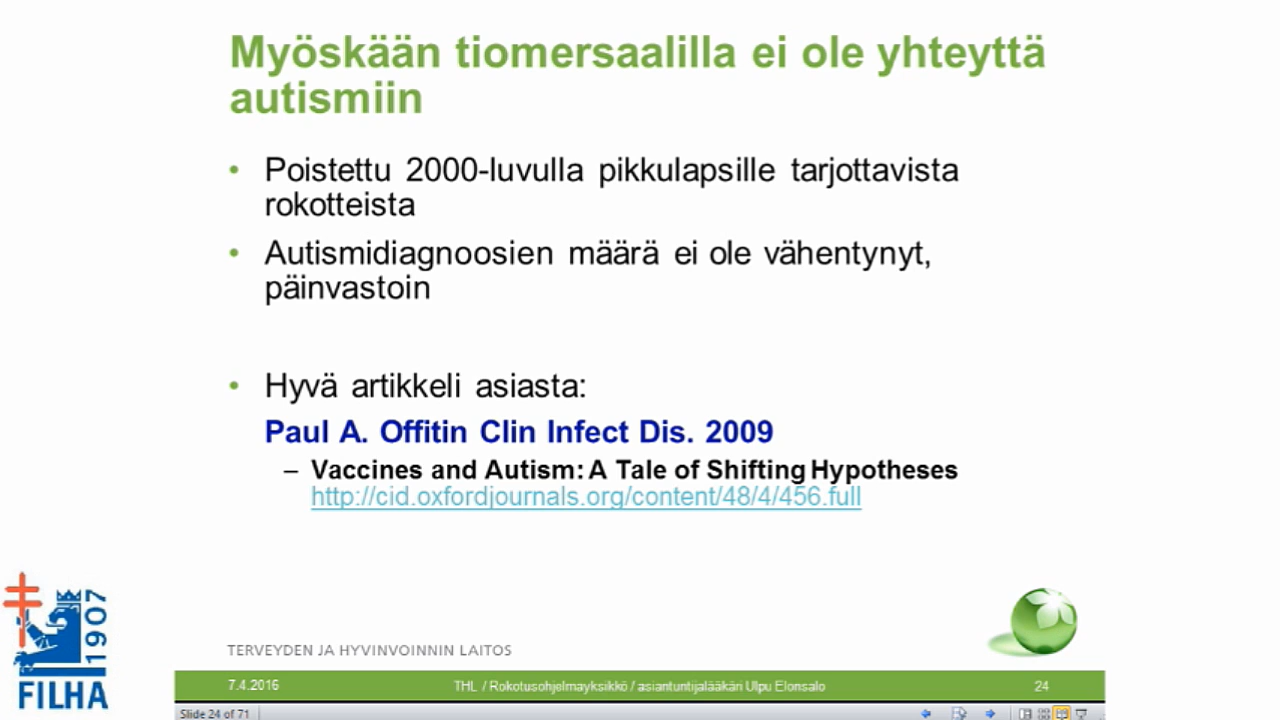 Myöskään tiomersaalilla ei ole yhteyttä
autismiin
• Poistettu 2000-luvulla pikkulapsille tarjottavista
rokotteista
• Autismidiagnoosien määrä ei ole vähentynyt,
päinvastoin
• Hyvä artikkeli asiasta:
Paul A. Offitin Clin Infect Dis. 2009
– Vaccines and Autism: A Tale of Shifting Hypotheses
http://cid.oxfordjournals.org/content/48/4/456.full
1907
FILHA
TERVEYDEN JA HYVINVOINNIN LAITOS
7.4.2016 THL / Rokotusohjelmayksikkö / asiantuntijalääkäri Ulpu Elonsalo 24
Slide 24 of 71